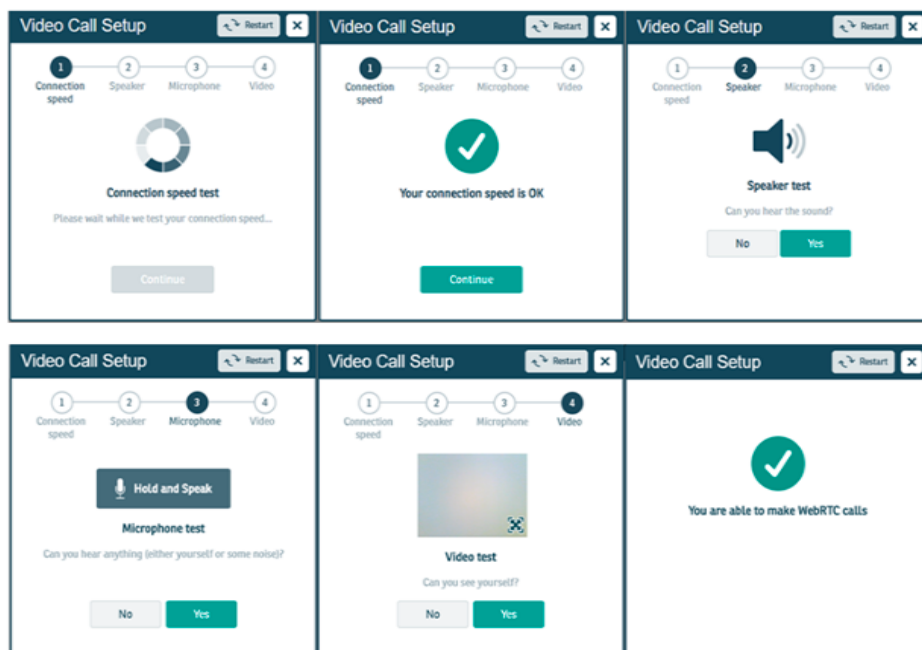 Video Call Setup Restart
1 2 3 4
Connection speed Speaker Microphone Video
Connection speed test
Please wait while we test your connection speed...
Continue
Video Call Setup Restart
1 2 3 4
Connection speed Speaker Microphone Video
Your connection speed is OK
Continue
Video Call Setup Restart
1 2 3 4
Connection speed Speaker Microphone Video
Speaker test
Can you hear the sound?
No Yes
Video Call Setup Restart
1 2 3 4
Connection speed Speaker Microphone Video
Hold and Speak
Microphone test
Can you hear anything (either yourself or some noise)?
No Yes
Video Call Setup Restart
1 2 3 4
Connection speed Speaker Microphone Video
Video test
Can you see yourself?
No Yes
Video Call Setup Restart
You are able to make WebRTC calls